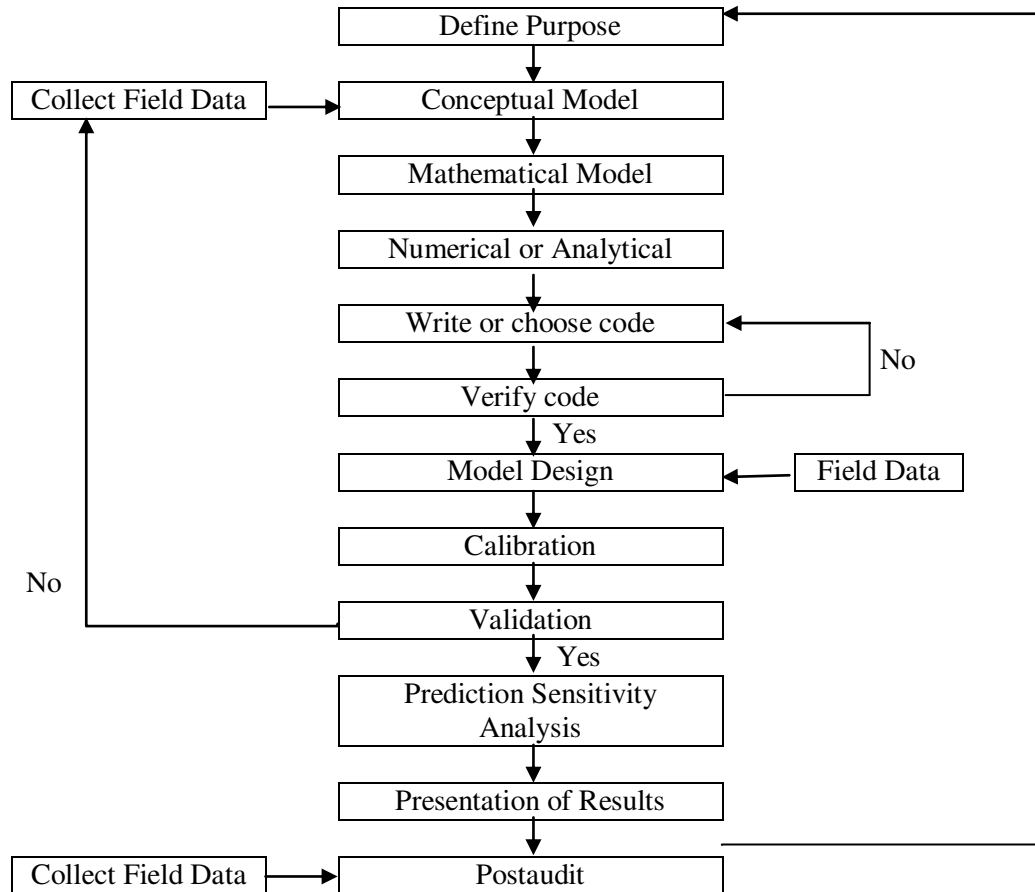 Define Purpose
Collect Field Data
Conceptual Model
Mathematical Model
Numerical or Analytical
Write or choose code
No
Verify code
Yes
Model Design
Field Data
Calibration
No
Validation
Yes
Prediction Sensitivity
Analysis
Presentation of Results
Collect Field Data
Postaudit